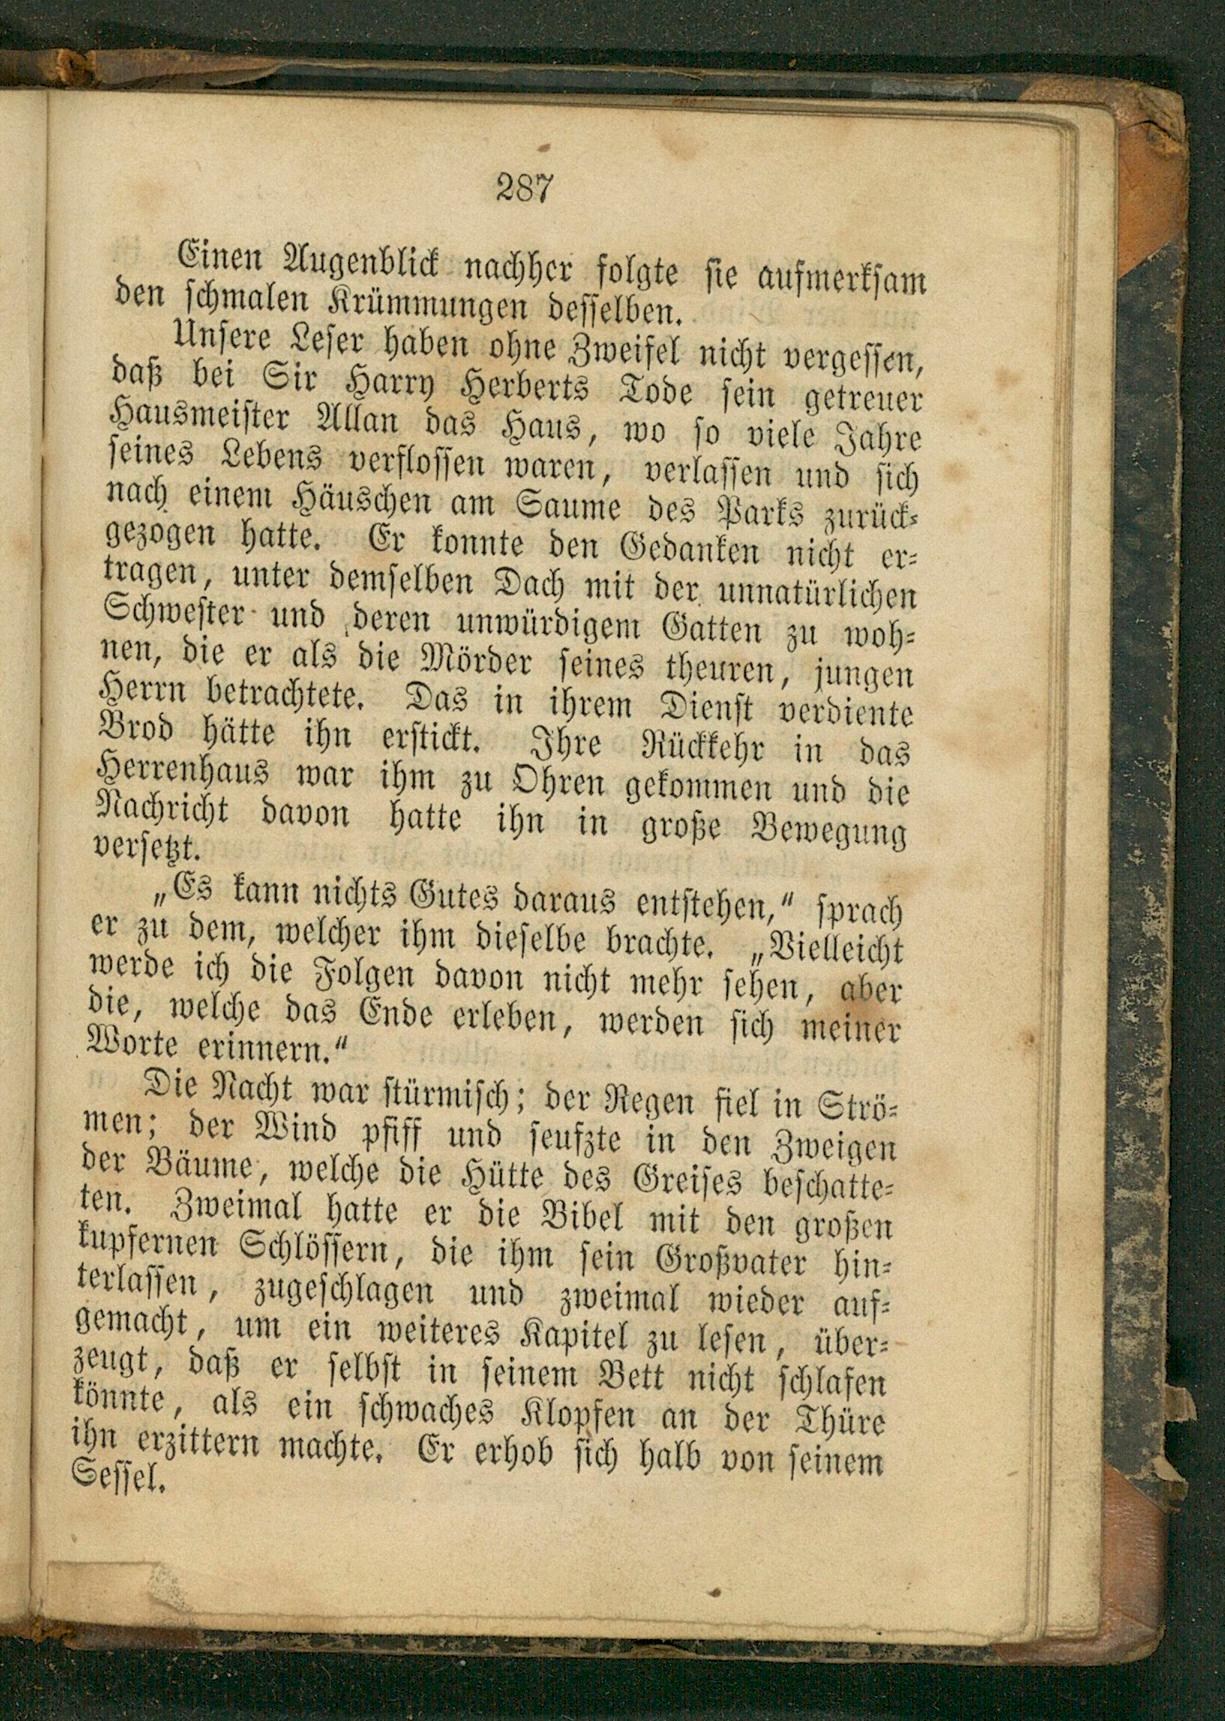 287
Einen Augenblick nachher folgte sie aufmerksam
den schmalen Krümmungen desselben.
Unsere Leser haben ohne Zweifel nicht vergessen,
daß bei Sir Harry Herberts Tode sein getreuer
Hausmeister Allan das Haus, wo so viele Jahre
seines Lebens verflossen waren, verlassen und sich
nach einem Häuschen am Saume des Parks zurück-
gezogen hatte. Er konnte den Gedanken nicht er-
tragen, unter demselben Dach mit der unnatürlichen
Schwester und deren unwürdigem Gatten zu woh-
nen, die er als die Mörder seines theuren, jungen
Herrn betrachtete. Das in ihrem Dienst verdiente
Brod hätte ihn erstickt. Ihre Rückkehr in das
Herrenhaus war ihm zu Ohren gekommen und die
Nachricht davon hatte ihn in große Bewegung
versetzt.
„Es kann nichts Gutes daraus entstehen,“ sprach
er zu dem, welcher ihm dieselbe brachte. „Vielleicht
werde ich die Folgen davon nicht mehr sehen, aber
die, welche das Ende erleben, werden sich meiner
Worte erinnern.“
Die Nacht war stürmisch; der Regen fiel in Strö-
men; der Wind pfiff und seufzte in den Zweigen
der Bäume, welche die Hütte des Greises beschatte-
ten. Zweimal hatte er die Bibel mit den großen
kupfernen Schlössern, die ihm sein Großvater hin-
terlassen, zugeschlagen und zweimal wieder auf-
gemacht, um ein weiteres Kapitel zu lesen, über-
zeugt, daß er selbst in seinem Bett nicht schlafen
könnte, als ein schwaches Klopfen an der Thüre
ihn erzittern machte. Er erhob sich halb von seinem
Sessel.